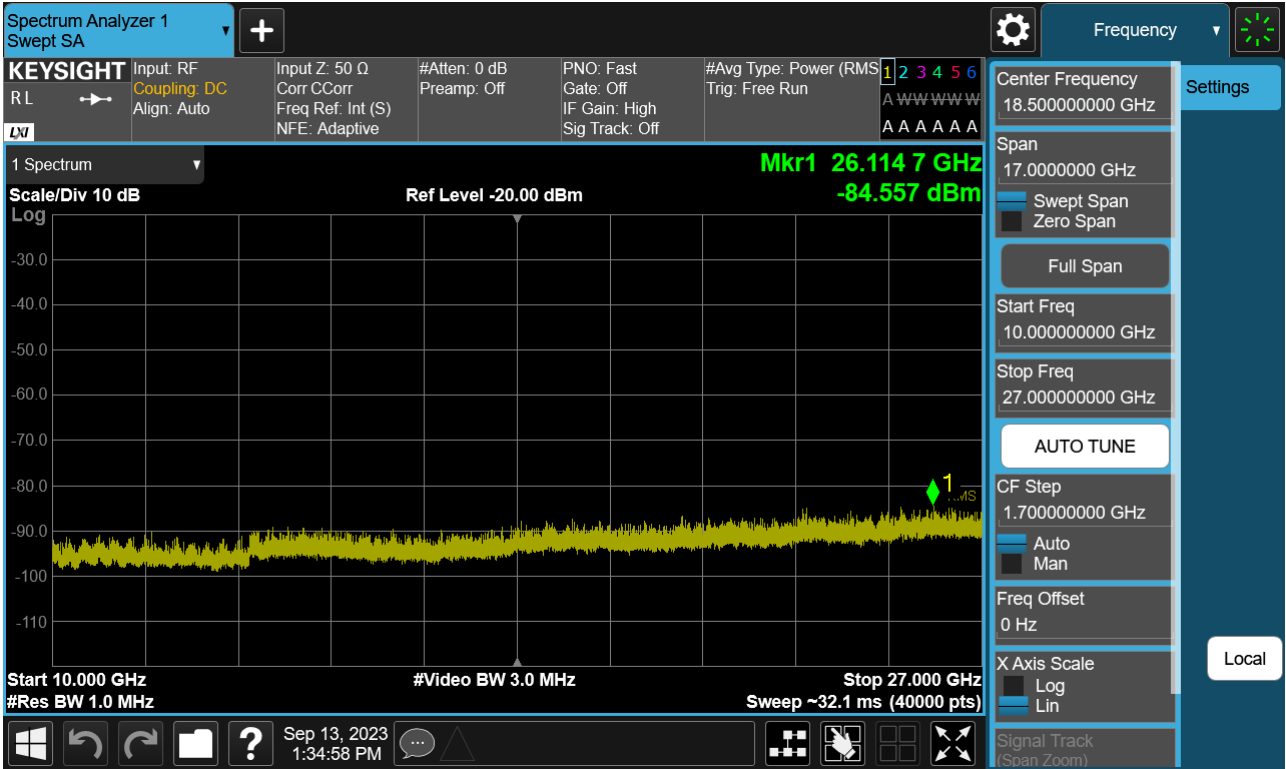 Spectrum Analyzer 1
Swept SA
Frequency
KEYSIGHT
R L
LXI
Input: RF
Coupling: DC
Align: Auto
Input Z: 50 Ω
Corr CCorr
Freq Ref: Int (S)
NFE: Adaptive
#Atten: 0 dB
Preamp: Off
PNO: Fast
Gate: Off
IF Gain: High
Sig Track: Off
#Avg Type: Power (RMS
Trig: Free Run
1 2 3 4 5 6
A W W W W W
A A A A A A
1 Spectrum
Mkr1 26.114 7 GHz
Scale/Div 10 dB
Ref Level -20.00 dBm
-84.557 dBm
Log
-30.0
-40.0
-50.0
-60.0
-70.0
-80.0
-90.0
-100
-110
1
Start 10.000 GHz
#Video BW 3.0 MHz
Stop 27.000 GHz
#Res BW 1.0 MHz
Sweep ~32.1 ms (40000 pts)
Center Frequency
18.500000000 GHz
Span
17.0000000 GHz
Swept Span
Zero Span
Full Span
Start Freq
10.000000000 GHz
Stop Freq
27.000000000 GHz
AUTO TUNE
CF Step
1.700000000 GHz
Auto
Man
Freq Offset
0 Hz
X Axis Scale
Log
Lin
Signal Track
(Span Zoom)
Settings
Local
?
Sep 13, 2023
1:34:58 PM